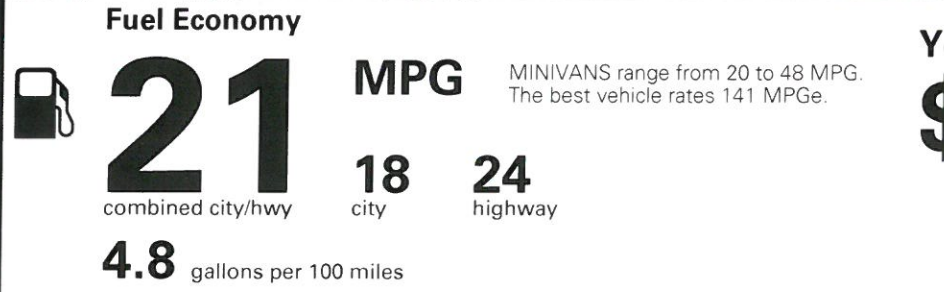 Fuel Economy
21 MPG
MINIVANS range from 20 to 48 MPG.
The best vehicle rates 141 MPGe.
combined city/hwy
18 city
24 highway
4.8 gallons per 100 miles
$